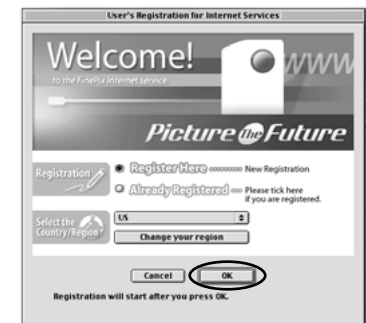 User's Registration for Internet Services
Welcome!
www
to the FinePix Internet service
Picture The Future
Registration
Register Here
New Registration
Already Registered
Please tick here
if you are registered.
Select the
Country/Region
US
Change your region
Cancel
OK
Registration will start after you press OK.